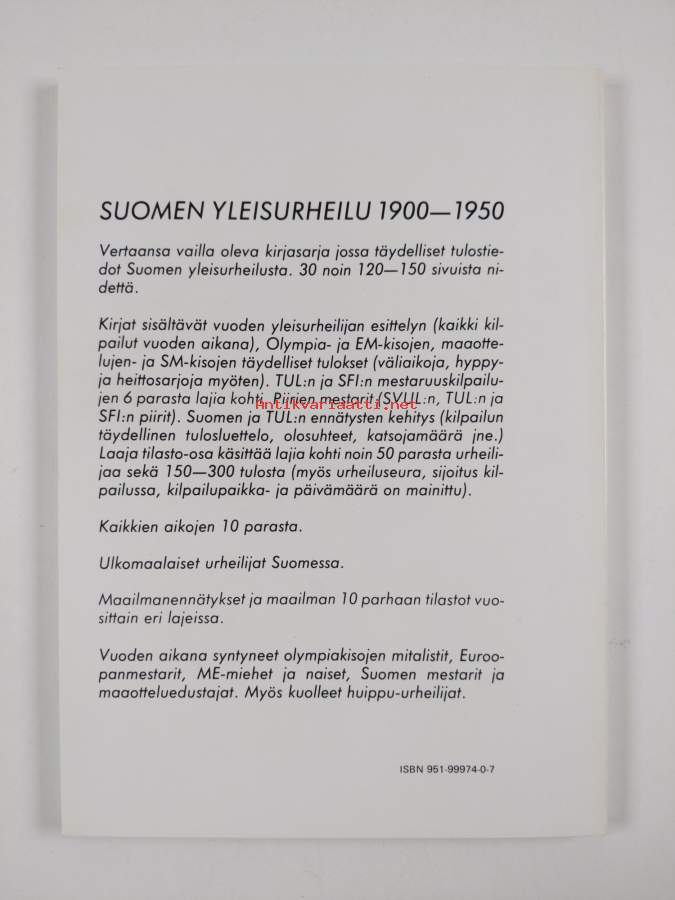 SUOMEN YLEISURHEILU 1900—1950
Vertaansa vailla oleva kirjasarja jossa täydelliset tulostie-
dot Suomen yleisurheilusta. 30 noin 120—150 sivuista ni-
dettä.
Kirjat sisältävät vuoden yleisurheilijan esittelyn (kaikki kil-
pailut vuoden aikana), Olympia- ja EM-kisojen, maaotte-
lujen- ja SM-kisojen täydelliset tulokset (väliaikoja, hyppy-
ja heittosarjoja myöten). TUL:n ja SFI:n mestaruuskilpailu-
jen 6 parasta lajia kohti. Piirien mestarit (SVUL:n, TUL:n ja
Antikvariaatti.net
SFI:n piirit). Suomen ja TUL:n ennätysten kehitys (kilpailun
täydellinen tulosluettelo, olosuhteet, katsojamäärä jne.)
Laaja tilasto-osa käsittää lajia kohti noin 50 parasta urheili-
jaa sekä 150—300 tulosta (myös urheiluseura, sijoitus kil-
pailussa, kilpailupaikka- ja päivämäärä on mainittu).
Kaikkien aikojen 10 parasta.
Ulkomaalaiset urheilijat Suomessa.
Maailmanennätykset ja maailman 10 parhaan tilastot vuo-
sittain eri lajeissa.
Vuoden aikana syntyneet olympiakisojen mitalistit, Euroo-
panmestarit, ME-miehet ja naiset, Suomen mestarit ja
maaotteluedustajat. Myös kuolleet huippu-urheilijat.
ISBN 951-99974-0-7